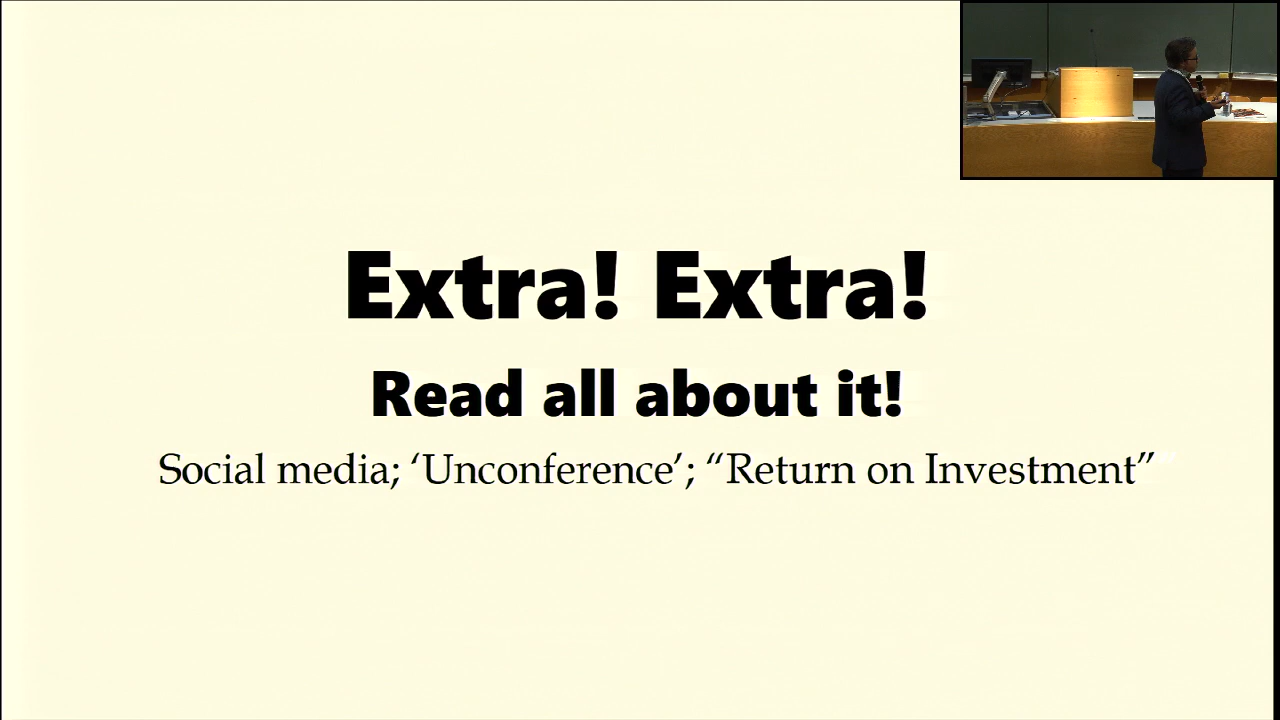 Extra! Extra!
Read all about it!
Social media; ‘Unconference’; “Return on Investment”